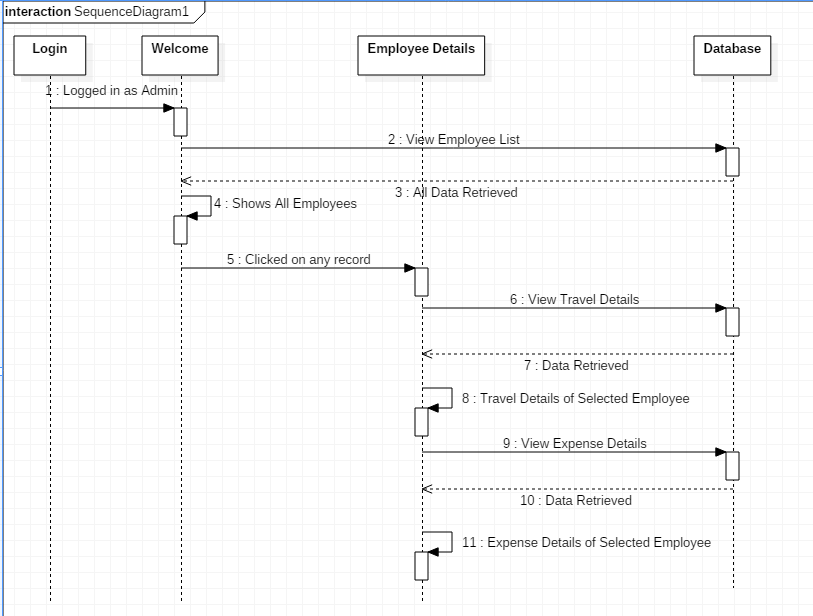 interaction SequenceDiagram1
Login
Welcome
Employee Details
Database
1 : Logged in as Admin
2 : View Employee List
3 : All Data Retrieved
4 : Shows All Employees
5 : Clicked on any record
6 : View Travel Details
7 : Data Retrieved
8 : Travel Details of Selected Employee
9 : View Expense Details
10 : Data Retrieved
11 : Expense Details of Selected Employee